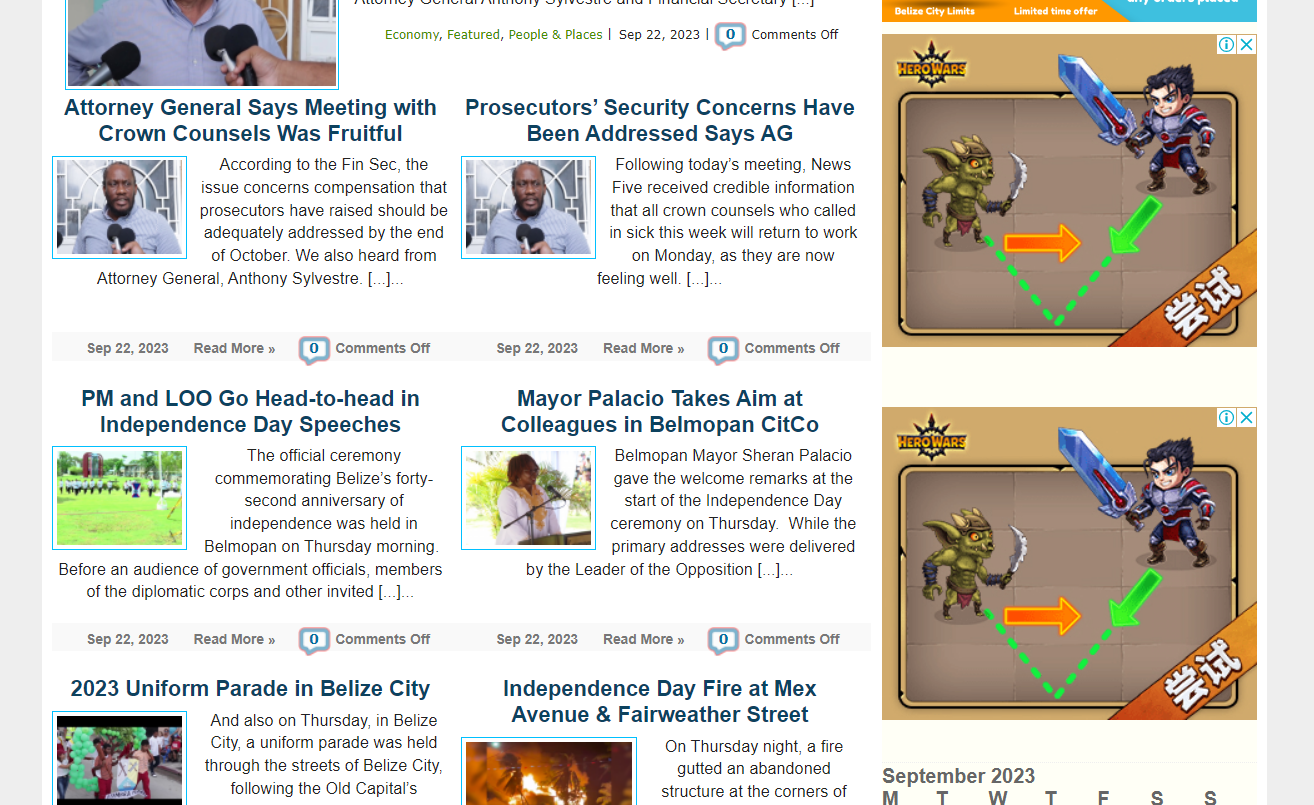 Attorney General Anthony Sylvestre and Financial Secretary [...]
Economy, Featured, People & Places | Sep 22, 2023 | 0 Comments Off
Attorney General Says Meeting with
Crown Counsels Was Fruitful
According to the Fin Sec, the
issue concerns compensation that
prosecutors have raised should be
adequately addressed by the end
of October. We also heard from
Attorney General, Anthony Sylvestre. [...]...
Sep 22, 2023 Read More » 0 Comments Off
Prosecutors’ Security Concerns Have
Been Addressed Says AG
Following today’s meeting, News
Five received credible information
that all crown counsels who called
in sick this week will return to work
on Monday, as they are now
feeling well. [...]...
Sep 22, 2023 Read More » 0 Comments Off
PM and LOO Go Head-to-head in
Independence Day Speeches
The official ceremony
commemorating Belize’s forty-
second anniversary of
independence was held in
Belmopan on Thursday morning.
Before an audience of government officials, members
of the diplomatic corps and other invited [...]...
Sep 22, 2023 Read More » 0 Comments Off
Mayor Palacio Takes Aim at
Colleagues in Belmopan CitCo
Belmopan Mayor Sheran Palacio
gave the welcome remarks at the
start of the Independence Day
ceremony on Thursday.  While the
primary addresses were delivered
by the Leader of the Opposition [...]...
Sep 22, 2023 Read More » 0 Comments Off
2023 Uniform Parade in Belize City
And also on Thursday, in Belize
City, a uniform parade was held
through the streets of Belize City,
following the Old Capital’s
Independence Day Fire at Mex
Avenue & Fairweather Street
On Thursday night, a fire
gutted an abandoned
structure at the corners of
any orders placed
Belize City Limits Limited time offer
HERO WARS
尝试
HERO WARS
尝试
September 2023
M T W T F S S